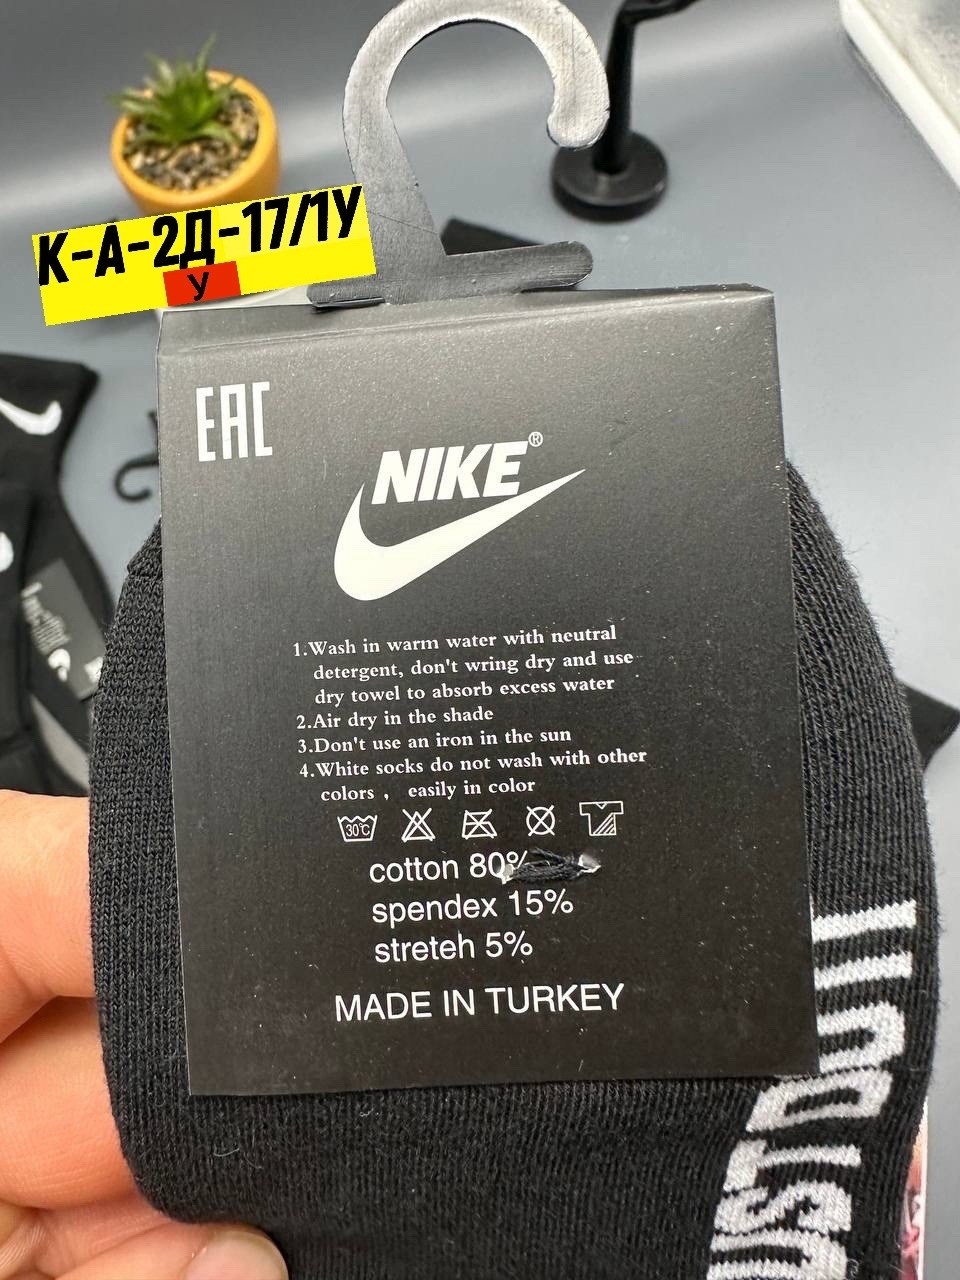 К-А-2Д-17/1У
У
EAC
NIKE®
1.Wash in warm water with neutral
detergent, don't wring dry and use
dry towel to absorb excess water
2.Air dry in the shade
3.Don't use an iron in the sun
4.White socks do not wash with other
colors , easily in color
30°C
cotton 80%
spendex 15%
streteh 5%
MADE IN TURKEY
UST DO IT